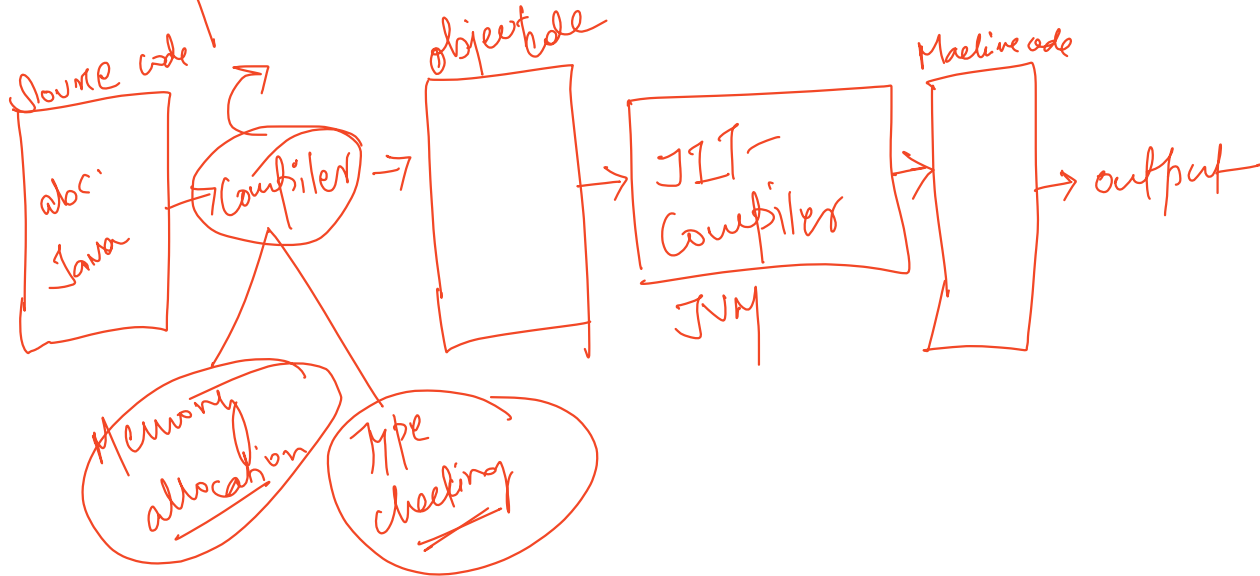 Source code
object code
Machine code
abc.
Java
Compiler
JIT-
Compiler
output
JVM
Memory
allocation
Type
checking